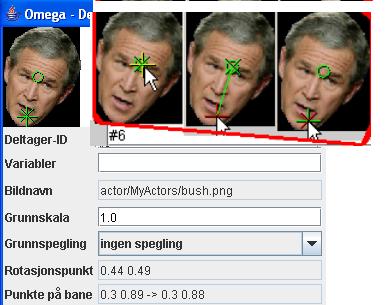 Omega - De
#6
Deltager-ID
Variabler
Bildnavn actor/MyActors/bush.png
Grunnskala 1.0
Grunnspegling ingen spegling
Rotasjonspunkt 0.44 0.49
Punkte på bane 0.3 0.89 -> 0.3 0.88